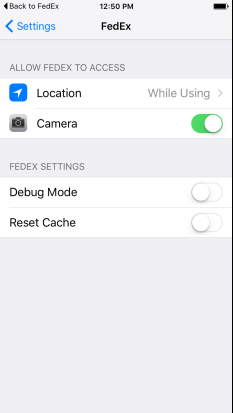 Back to FedEx 12:50 PM
Settings FedEx
ALLOW FEDEX TO ACCESS
Location While Using
Camera
FEDEX SETTINGS
Debug Mode
Reset Cache